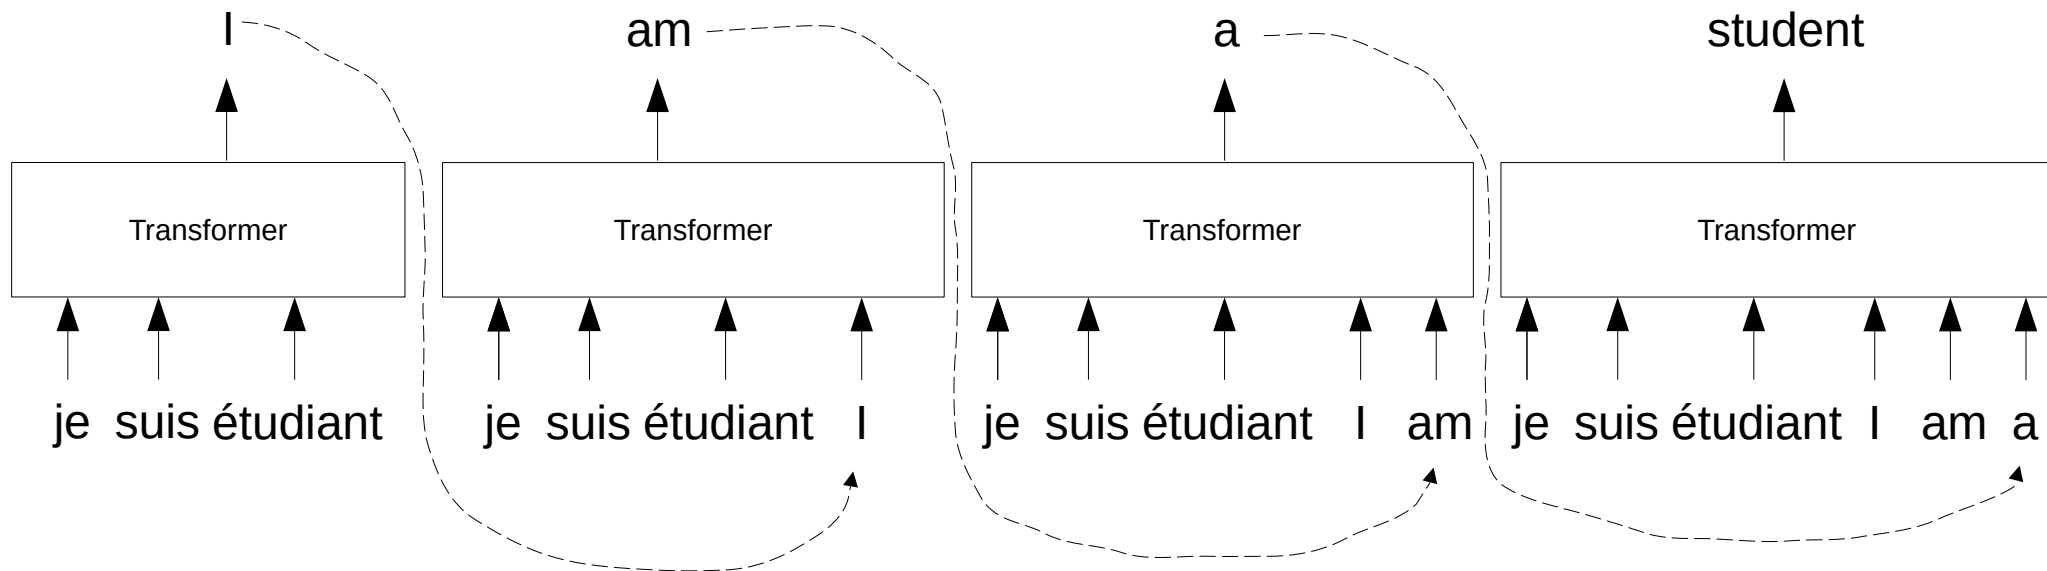 I am a student
Transformer Transformer Transformer Transformer
je suis étudiant je suis étudiant I je suis étudiant I am je suis étudiant I am a